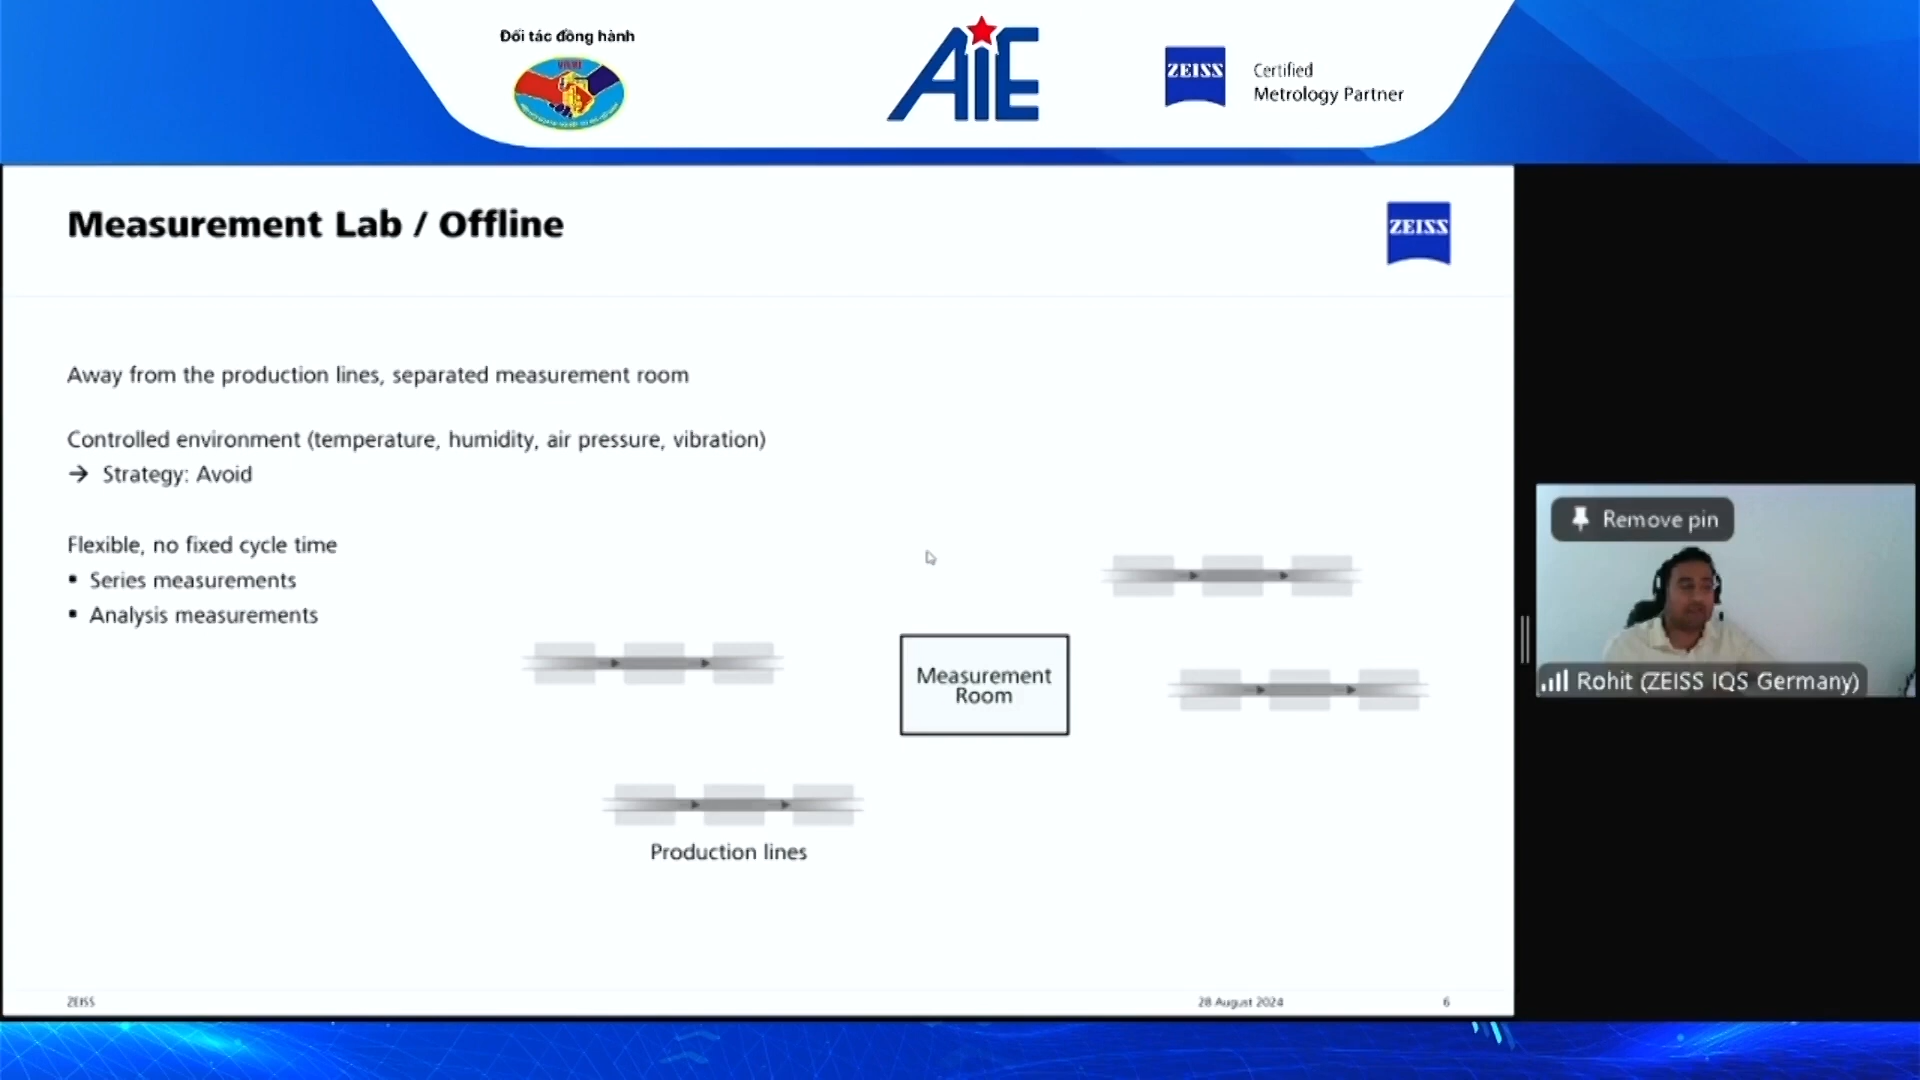 Đối tác đồng hành
AiE
ZEISS
Certified
Metrology Partner
Measurement Lab / Offline
ZEISS
Away from the production lines, separated measurement room
Controlled environment (temperature, humidity, air pressure, vibration)
→ Strategy: Avoid
Flexible, no fixed cycle time
▪ Series measurements
▪ Analysis measurements
Measurement
Room
Production lines
Remove pin
Rohit (ZEISS IQS Germany)
ZEISS
28 August 2024
6